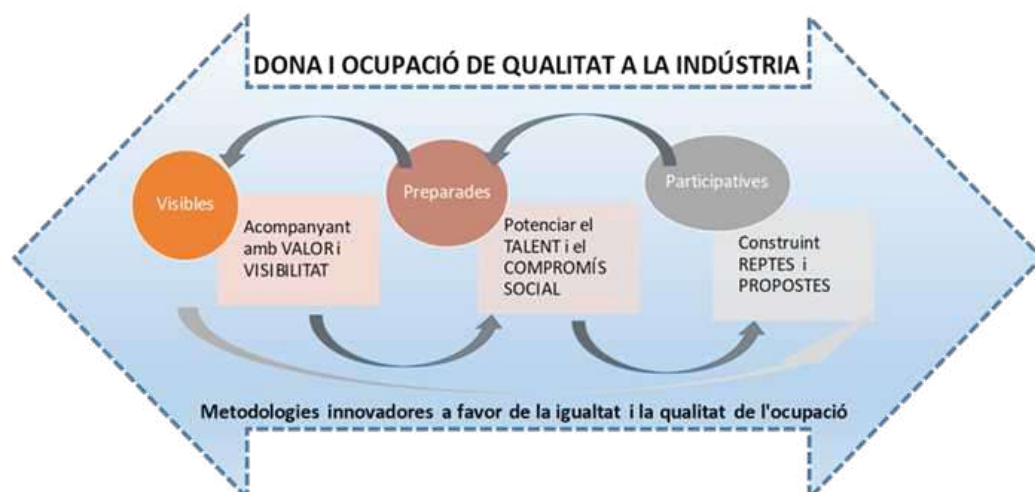 DONA I OCUPACIÓ DE QUALITAT A LA INDÚSTRIA
Visibles
Acompanyant
amb VALOR i
VISIBILITAT
Preparades
Potenciar el
TALENT i el
COMPROMÍS
SOCIAL
Participatives
Construint
REPTES i
PROPOSTES
Metodologies innovadores a favor de la igualtat i la qualitat de l'ocupació